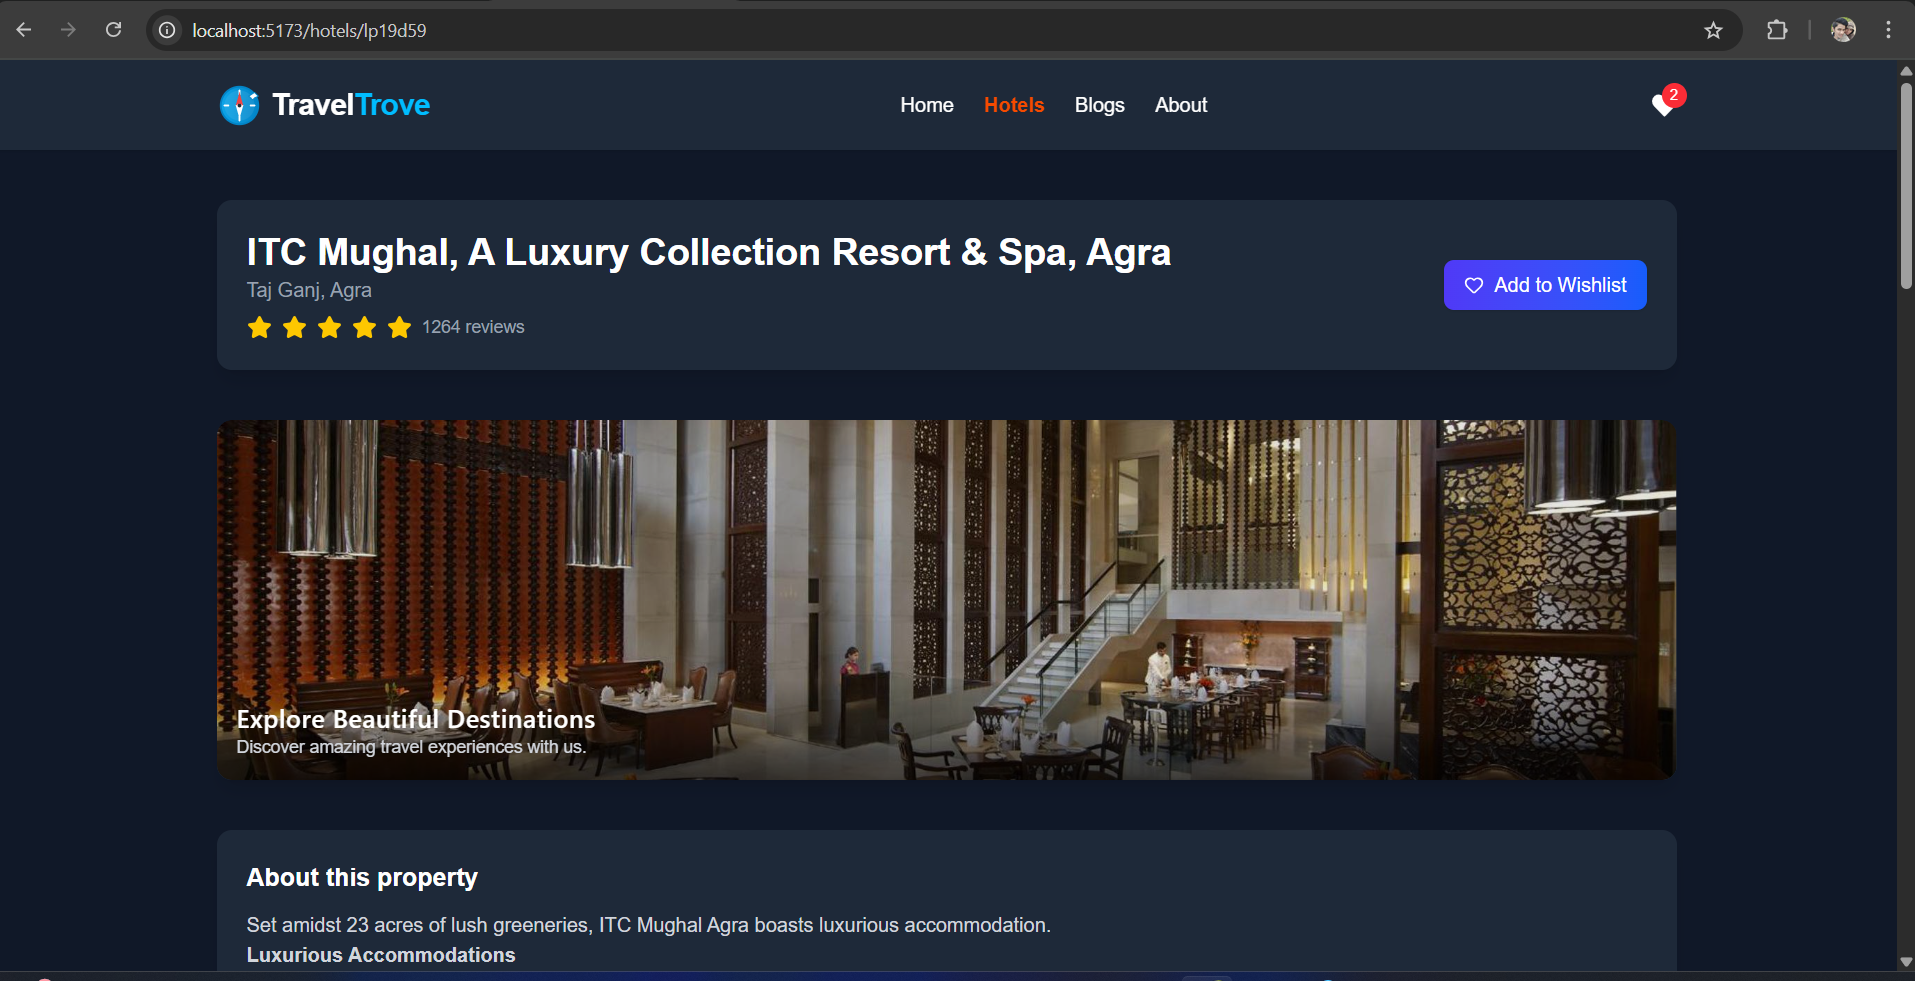 localhost:5173/hotels/lp19d59
TravelTrove
Home Hotels Blogs About
2
ITC Mughal, A Luxury Collection Resort & Spa, Agra
Taj Ganj, Agra
1264 reviews
Add to Wishlist
Explore Beautiful Destinations
Discover amazing travel experiences with us.
About this property
Set amidst 23 acres of lush greeneries, ITC Mughal Agra boasts luxurious accommodation.
Luxurious Accommodations